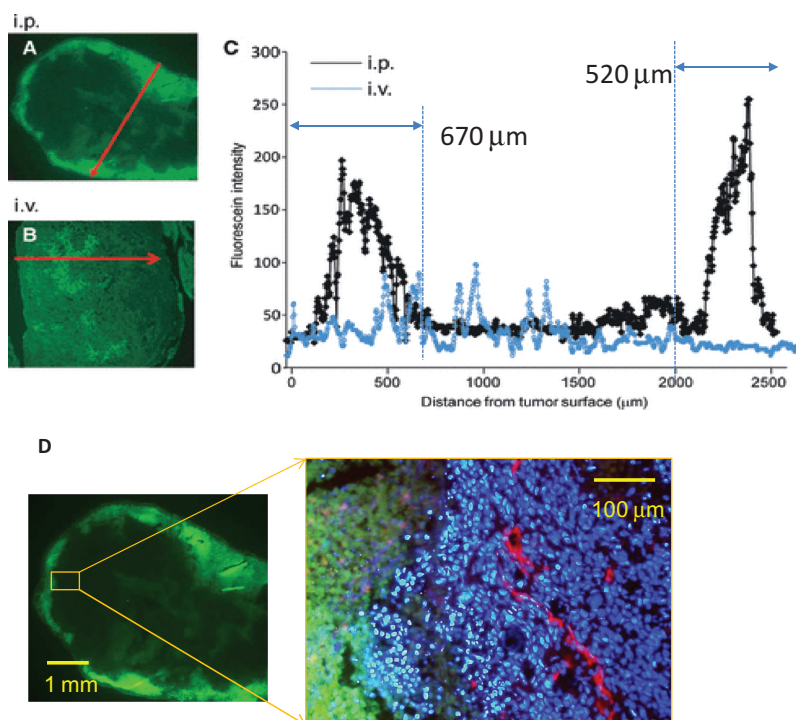 i.p.
A
i.v.
B
C
300
250
200
150
100
50
0
Fluorescein intensity
i.p.
i.v.
670 μm
520 μm
0
500
1000
1500
2000
2500
Distance from tumor surface (μm)
D
1 mm
100 μm